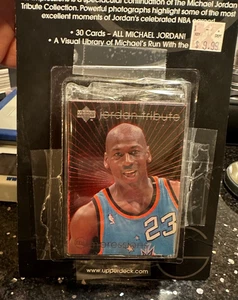 is a spectacular continuation of the Michael Jordan
Tribute Collection. Powerful photographs highlight some of the most
excellent moments of Jordan's celebrated NBA
• 30 Cards – ALL MICHAEL JORDAN!
• A Visual Library of Michael's Run With the
jordan tribute
23
www.upperdeck.com